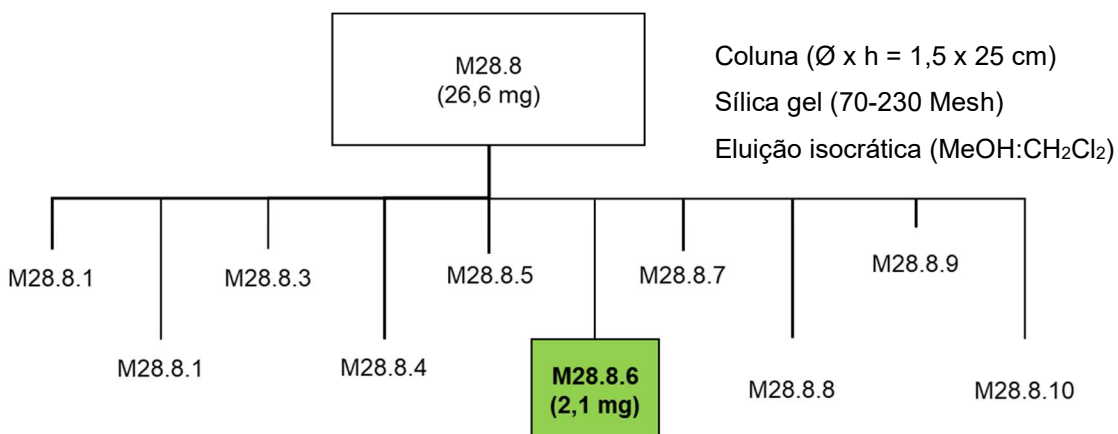 M28.8
(26,6 mg)
Coluna (Ø x h = 1,5 x 25 cm)
Sílica gel (70-230 Mesh)
Eluição isocrática (MeOH:CH₂Cl₂)
M28.8.1
M28.8.3
M28.8.5
M28.8.7
M28.8.9
M28.8.1
M28.8.4
M28.8.6
(2,1 mg)
M28.8.8
M28.8.10